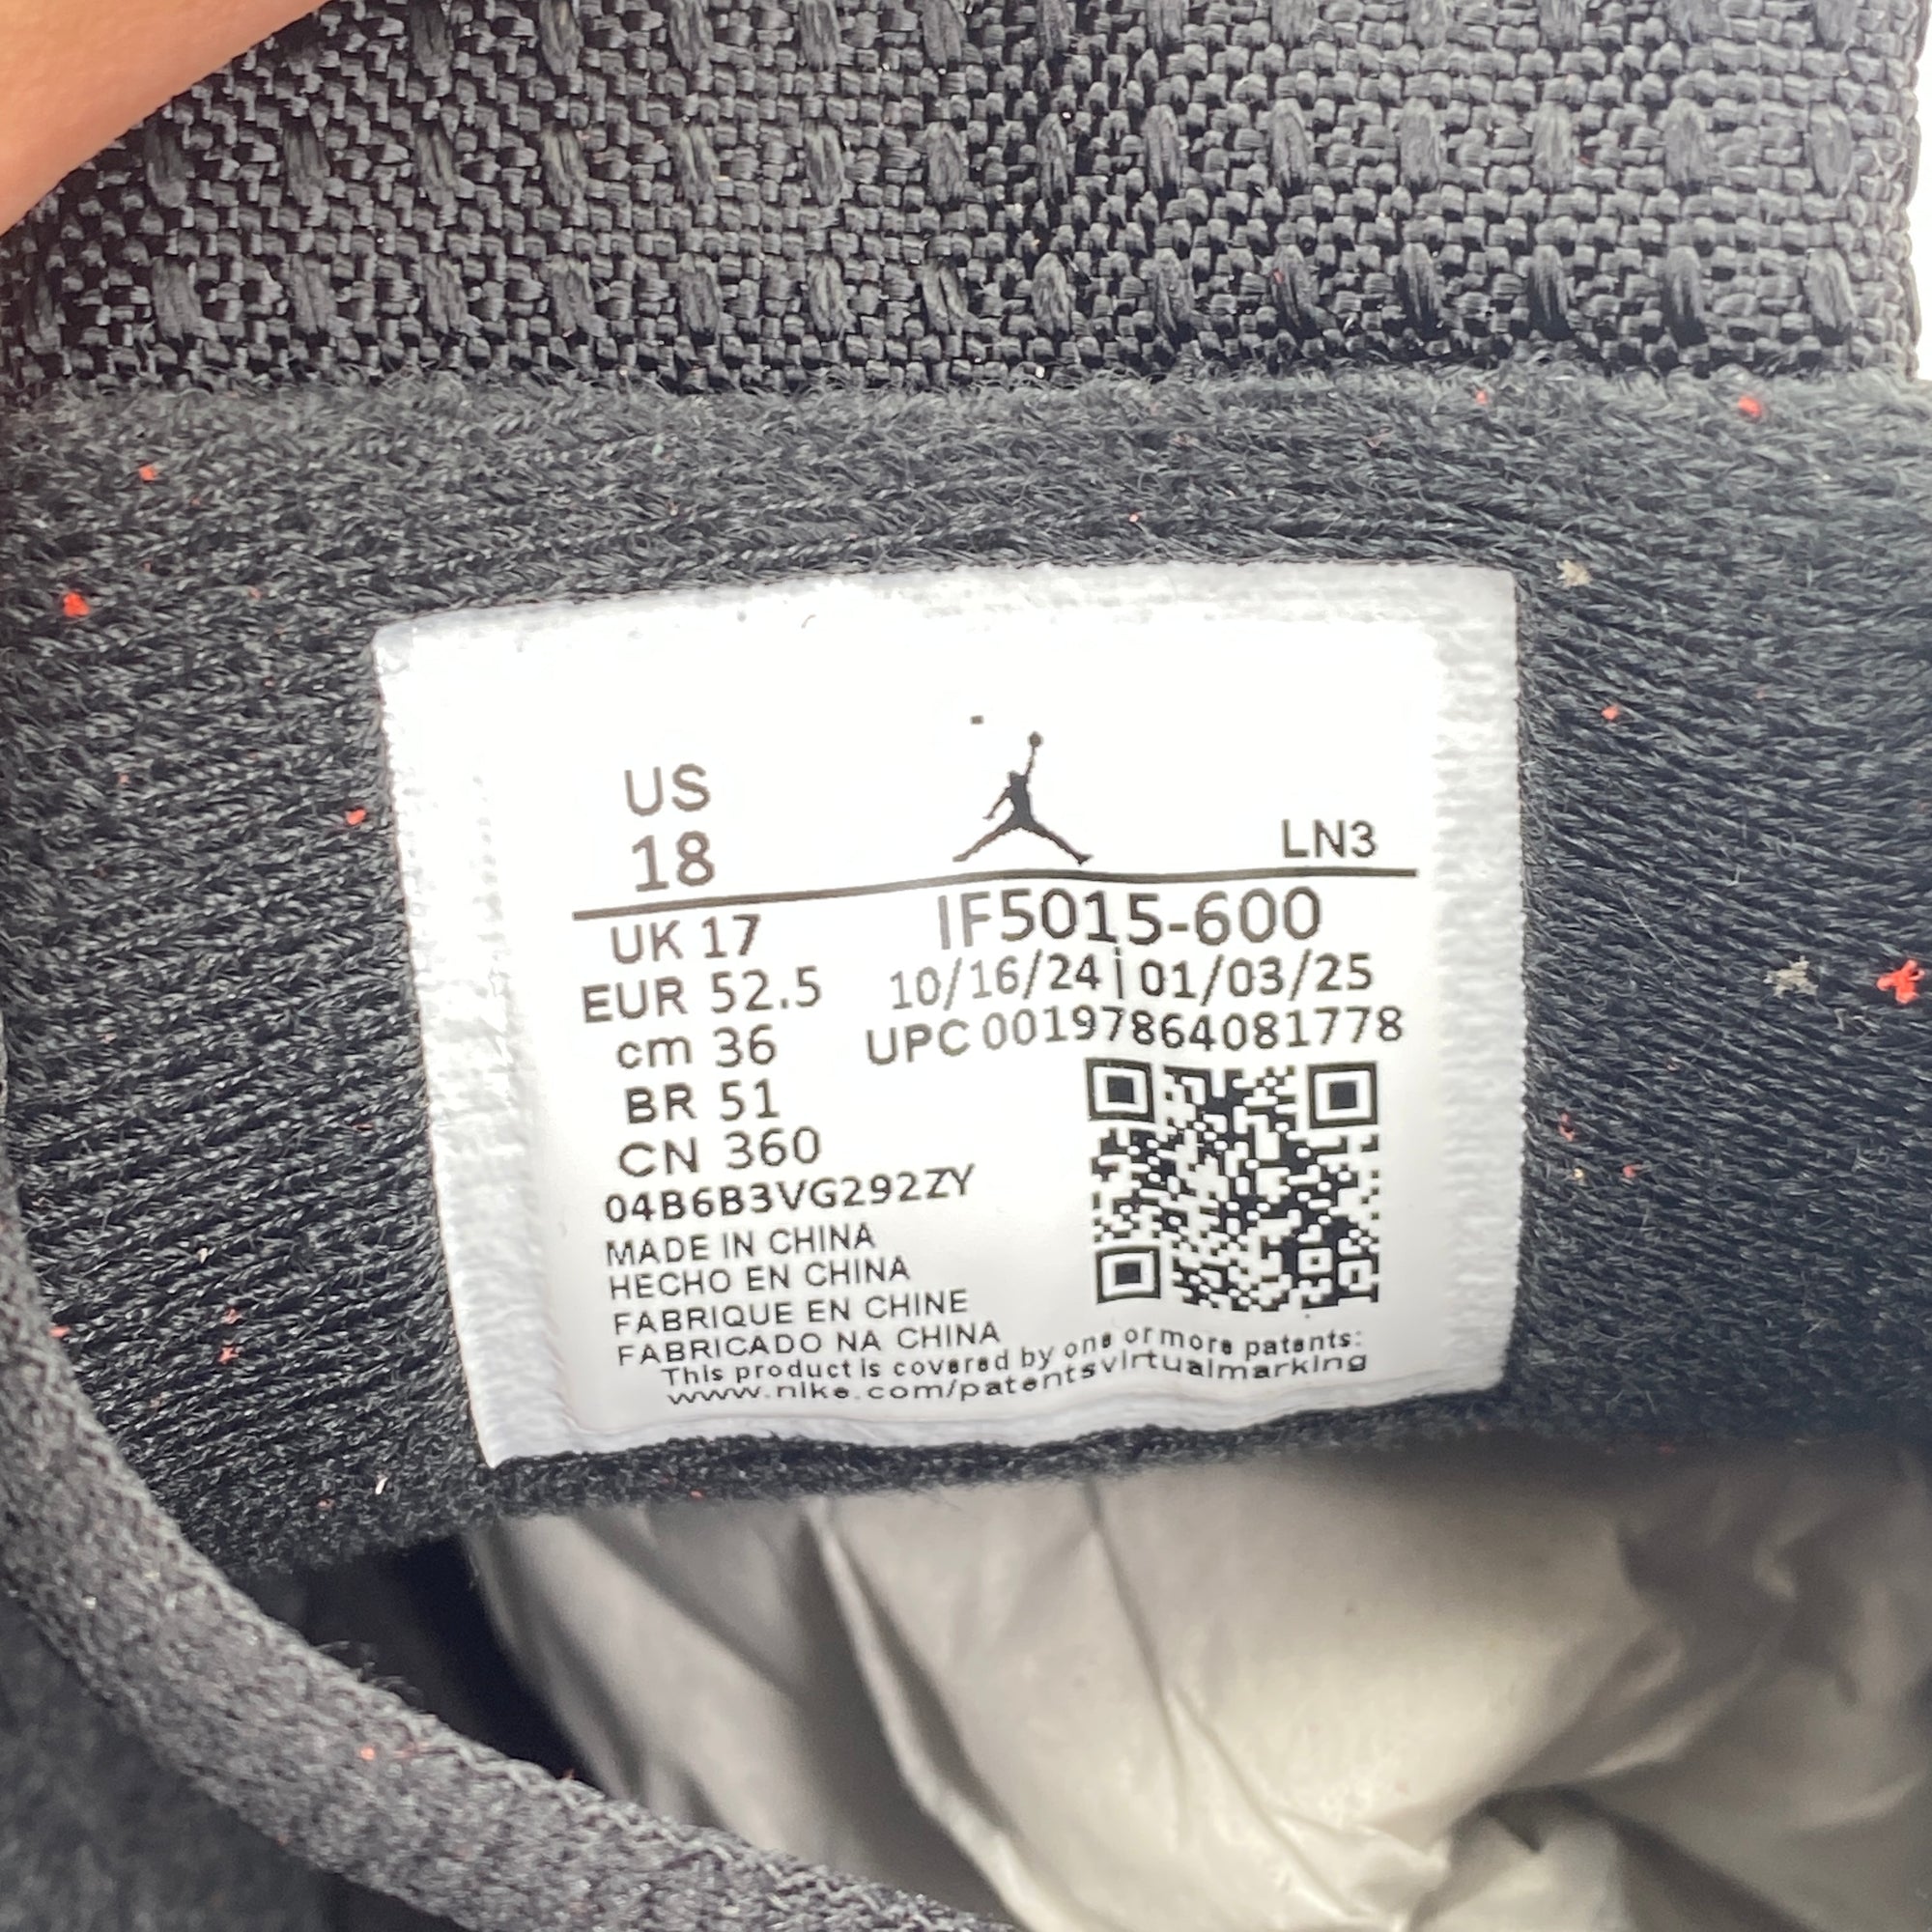 US
18
LN3
UK 17
IF5015-600
EUR 52.5
10/16/24 | 01/03/25
cm 36
UPC 00197864081778
BR 51
CN 360
04B6B3VG292ZY
MADE IN CHINA
HECHO EN CHINA
FABRIQUE EN CHINE
FABRICADO NA CHINA
This product is covered by one or more patents:
www.nike.com/patentsvirtualmarking